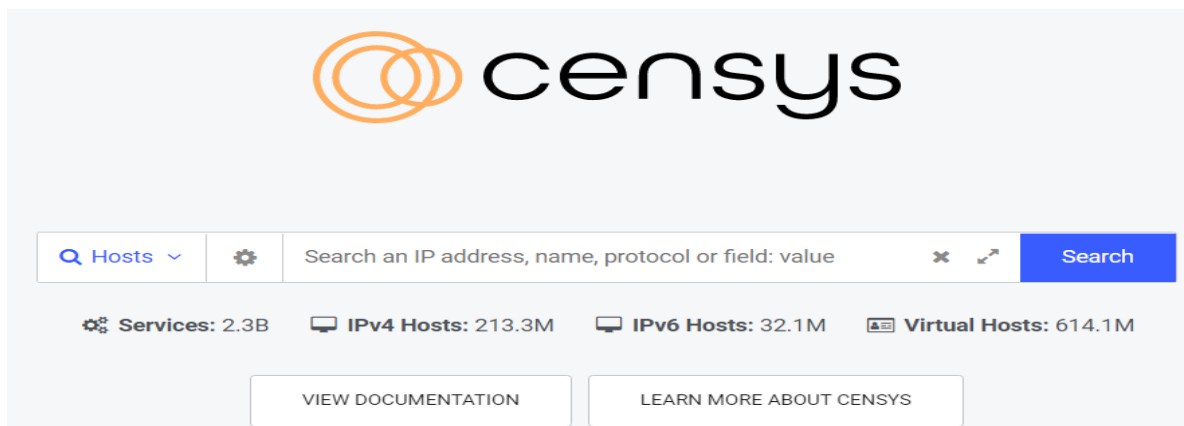 censys
Hosts Search an IP address, name, protocol or field: value Search
Services: 2.3B IPv4 Hosts: 213.3M IPv6 Hosts: 32.1M Virtual Hosts: 614.1M
VIEW DOCUMENTATION LEARN MORE ABOUT CENSYS